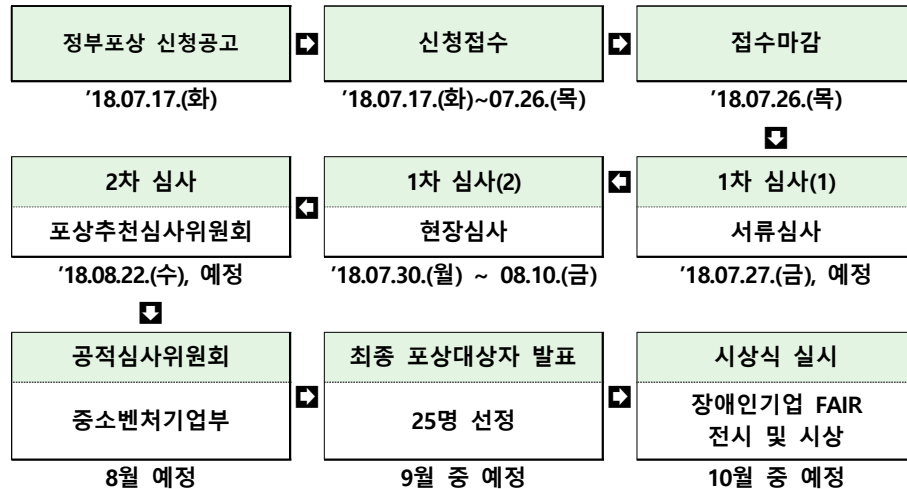 정부포상 신청공고
신청접수
접수마감
'18.07.17.(화)
'18.07.17.(화)~07.26.(목)
'18.07.26.(목)
1차 심사(1)
서류심사
'18.07.27.(금), 예정
1차 심사(2)
현장심사
'18.07.30.(월) ~ 08.10.(금)
2차 심사
포상추천심사위원회
'18.08.22.(수), 예정
공적심사위원회
중소벤처기업부
8월 예정
최종 포상대상자 발표
25명 선정
9월 중 예정
시상식 실시
장애인기업 FAIR
전시 및 시상
10월 중 예정